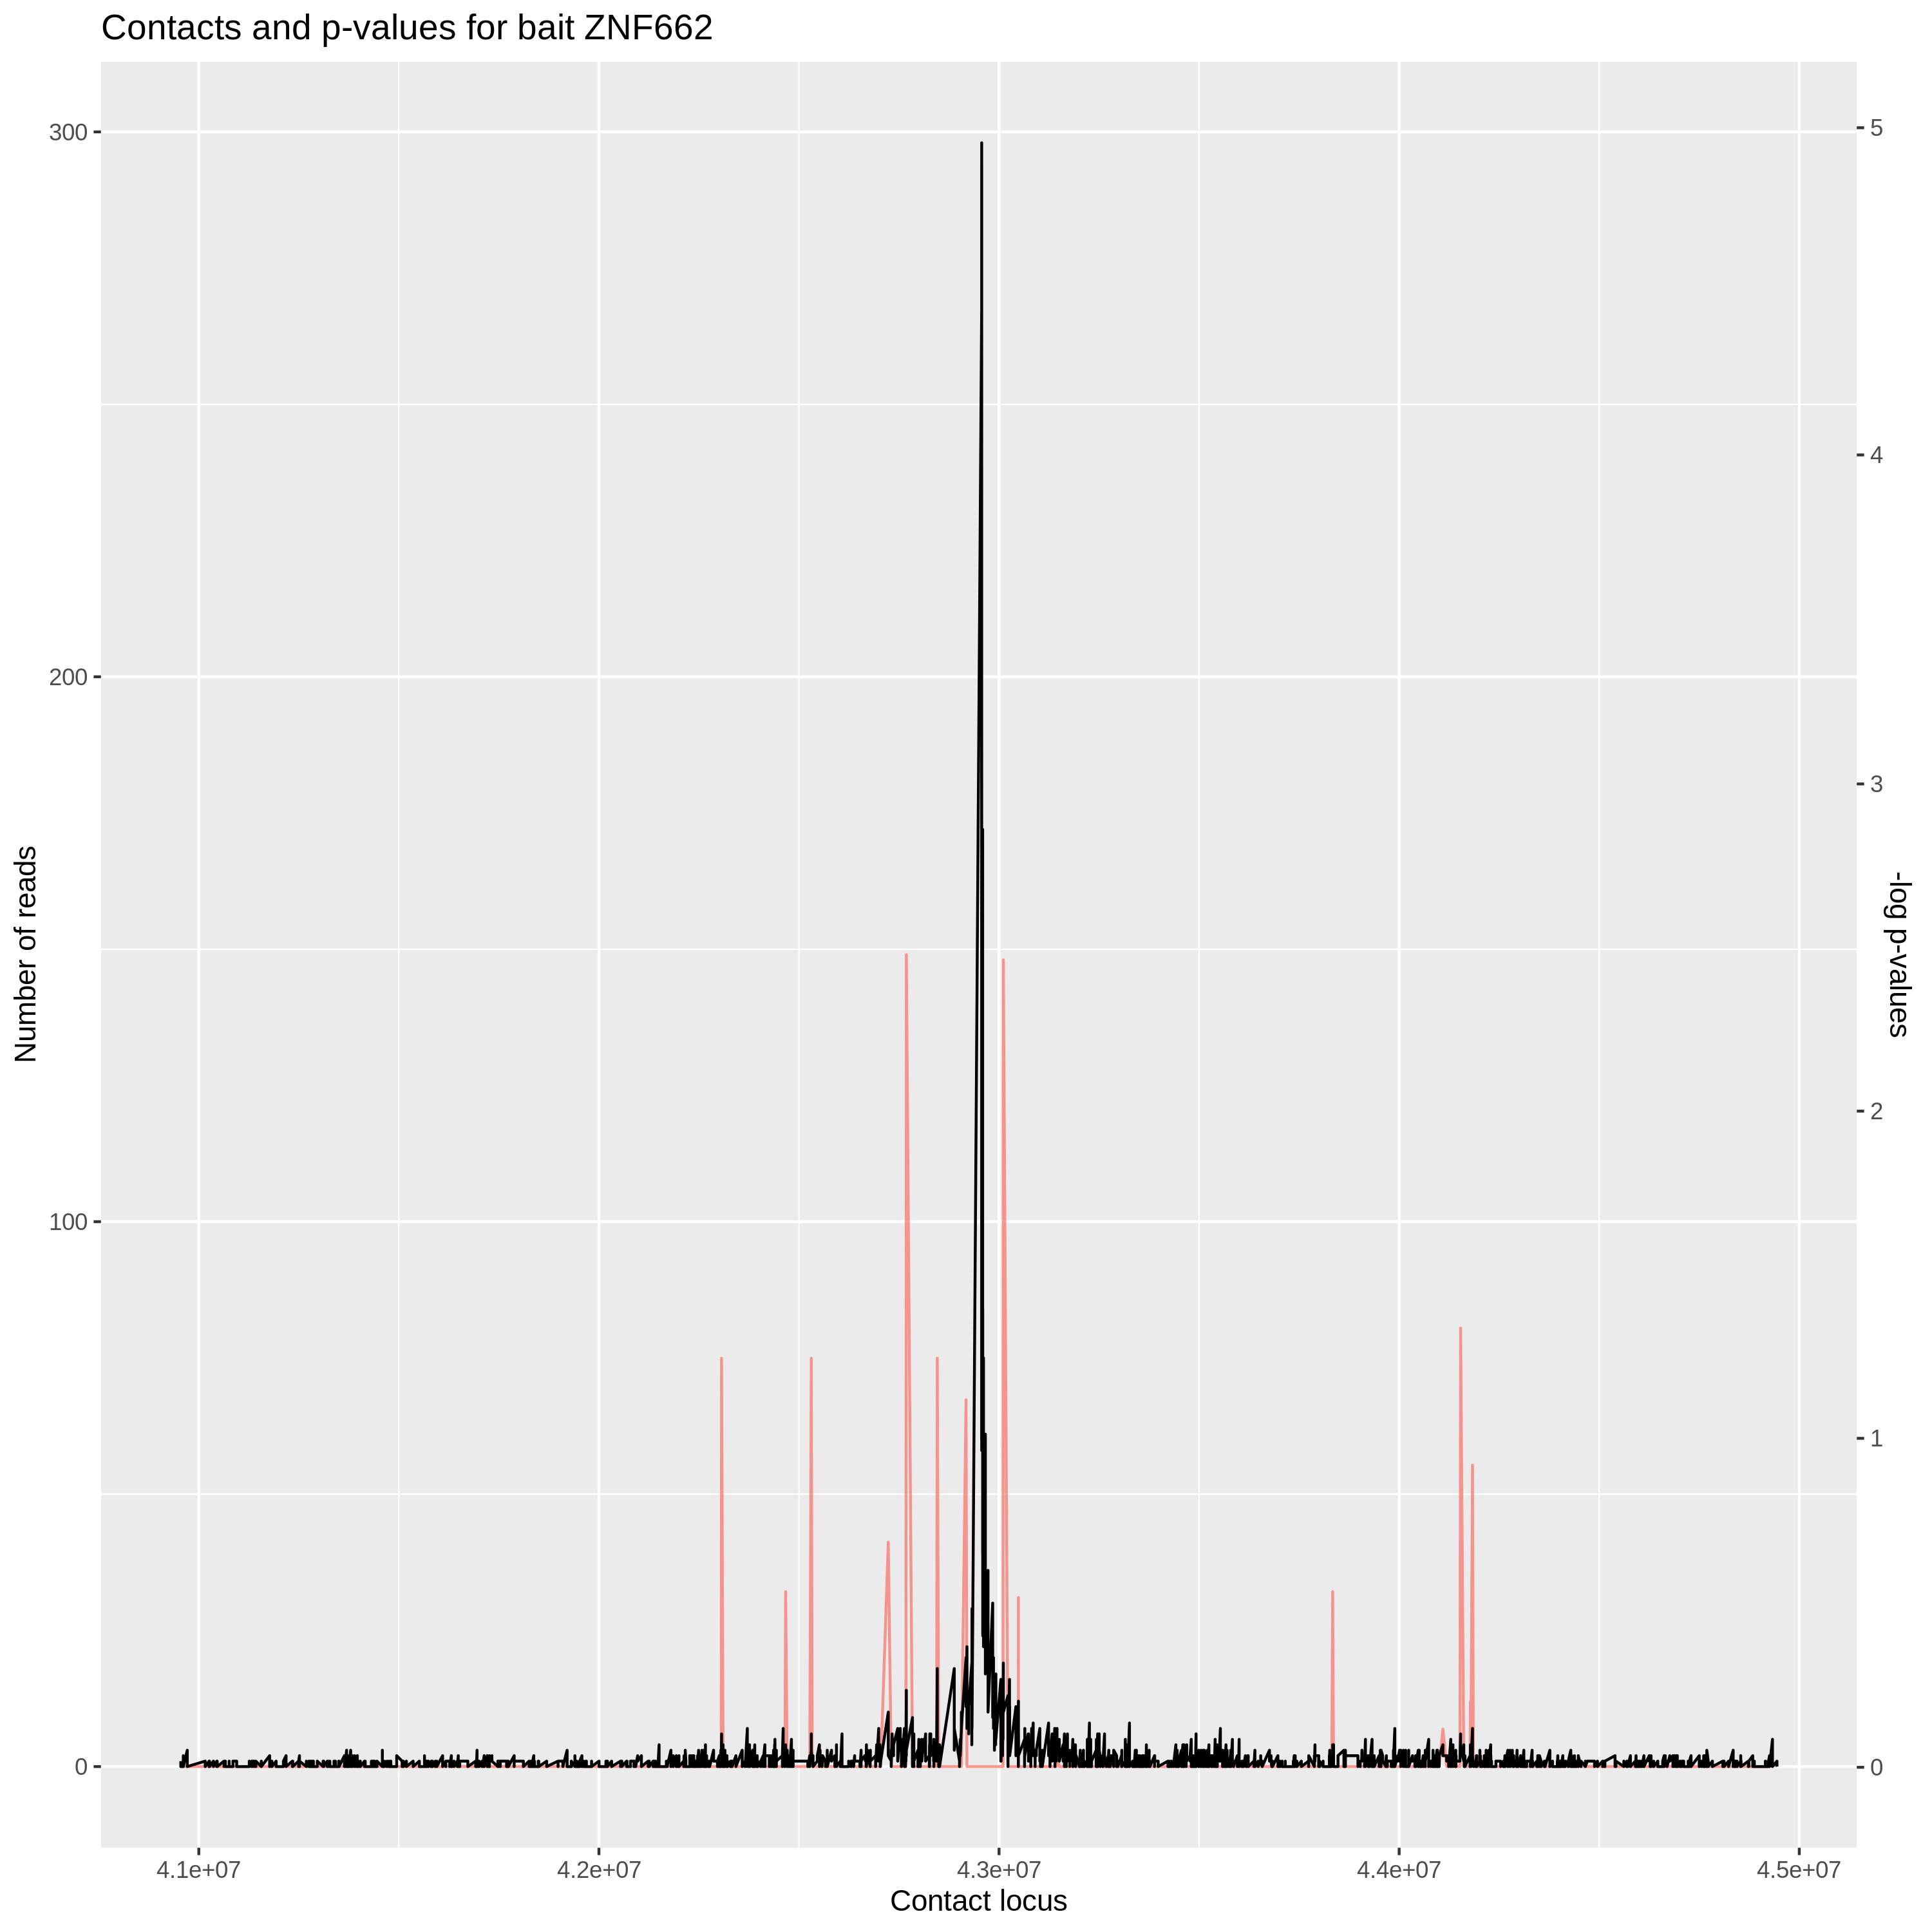 Contacts and p-values for bait ZNF662
300
200
100
0
Number of reads
5
4
3
2
1
0
-log p-values
4.1e+07
4.2e+07
4.3e+07
4.4e+07
4.5e+07
Contact locus